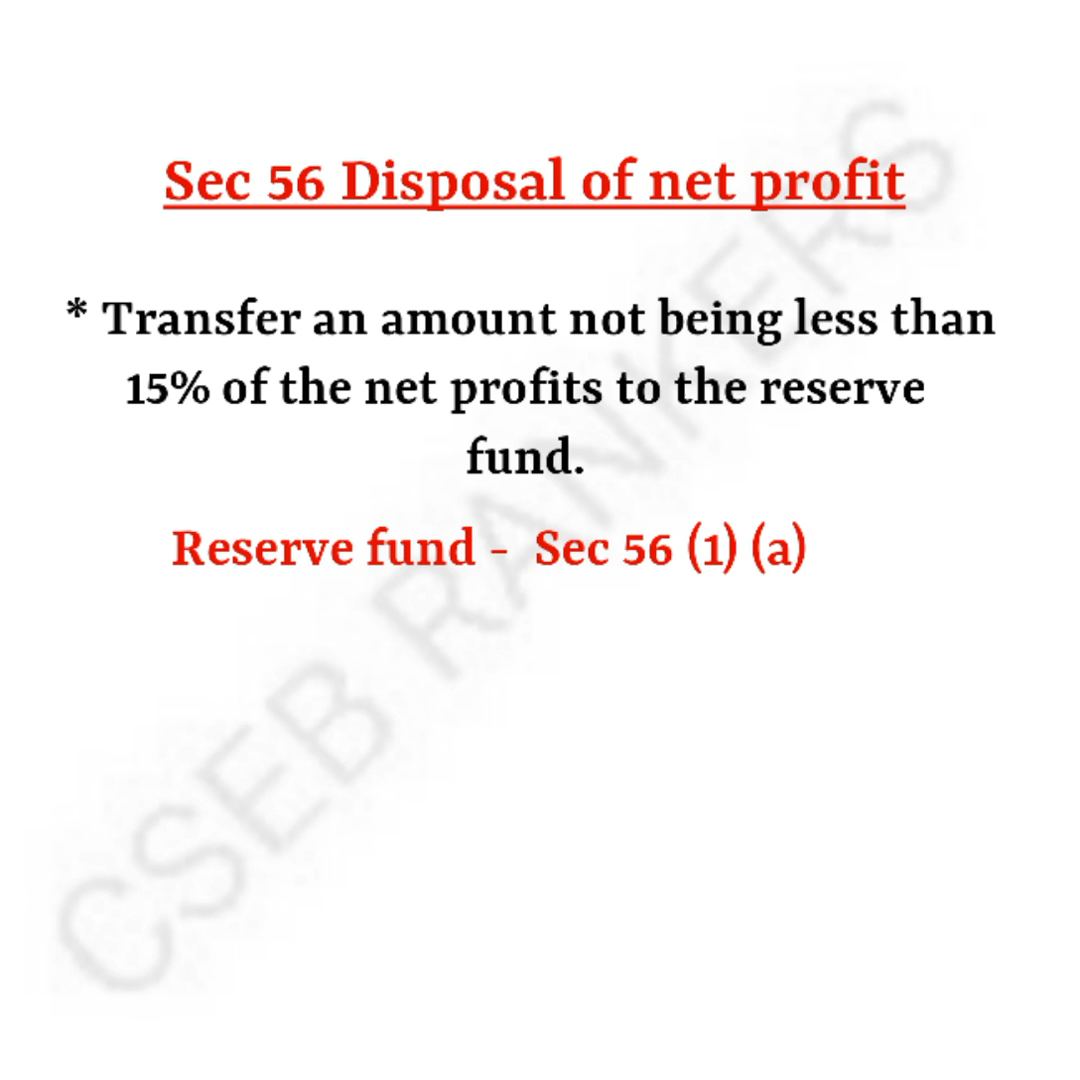 Sec 56 Disposal of net profit
* Transfer an amount not being less than
15% of the net profits to the reserve
fund.
Reserve fund - Sec 56 (1) (a)
CSEB RANKERS